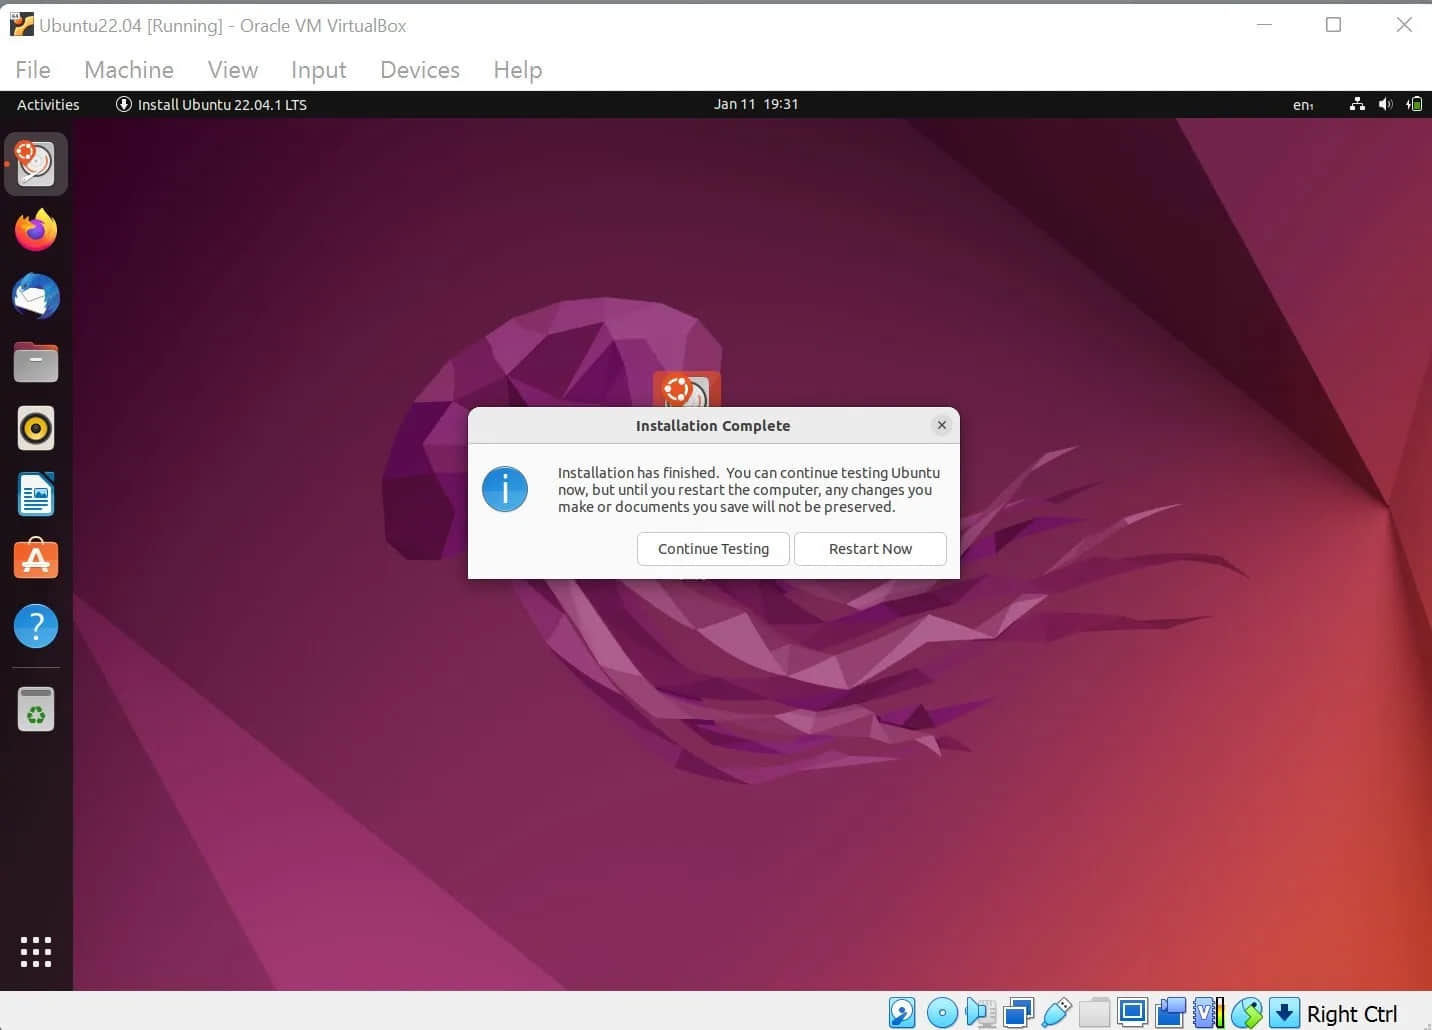 Ubuntu22.04 [Running] - Oracle VM VirtualBox
File Machine View Input Devices Help
Activities Install Ubuntu 22.04.1 LTS Jan 11 19:31 en₁
Installation Complete
Installation has finished. You can continue testing Ubuntu
now, but until you restart the computer, any changes you
make or documents you save will not be preserved.
Continue Testing Restart Now
Right Ctrl